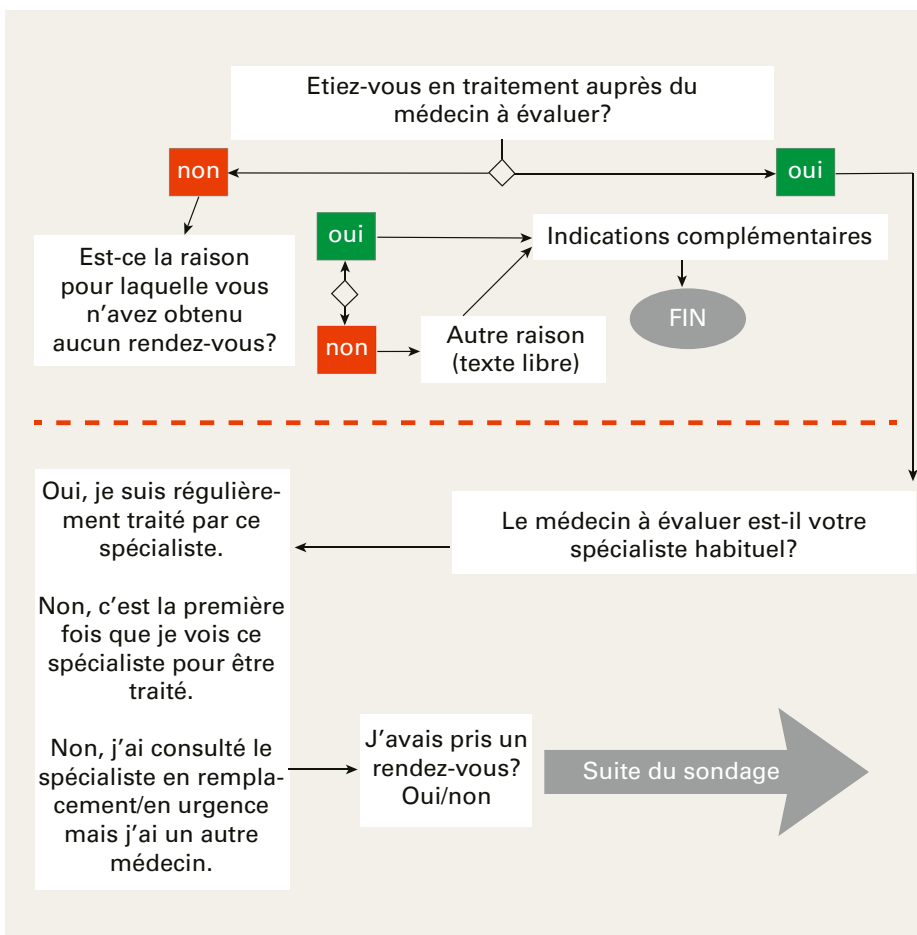 Etiez-vous en traitement auprès du
médecin à évaluer?
non
oui
Est-ce la raison
pour laquelle vous
n'avez obtenu
aucun rendez-vous?
oui
non
Autre raison
(texte libre)
Indications complémentaires
FIN
Le médecin à évaluer est-il votre
spécialiste habituel?
Oui, je suis régulière-
ment traité par ce
spécialiste.
Non, c'est la première
fois que je vois ce
spécialiste pour être
traité.
Non, j'ai consulté le
spécialiste en rempla-
cement/en urgence
mais j'ai un autre
médecin.
J'avais pris un
rendez-vous?
Oui/non
Suite du sondage